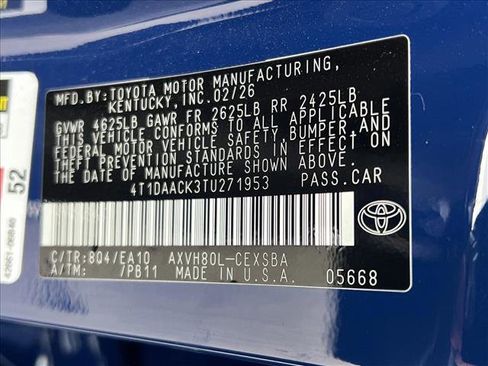 MFD.BY:TOYOTA MOTOR MANUFACTURING,
KENTUCKY,INC.02/26
GVWR 4625LB GAWR FR 2625LB RR 2425LB
THIS VEHICLE CONFORMS TO ALL APPLICABLE
FEDERAL MOTOR VEHICLE SAFETY,BUMPER,AND
THEFT PREVENTION STANDARDS IN EFFECT ON
THE DATE OF MANUFACTURE SHOWN ABOVE.
4T1DAACK3TU271953 PASS.CAR
C/TR:8Q4/EA10 AXVH80L-CEXSBA
A/TM: /PB11 MADE IN U.S.A. 05668
TOYOTA
52